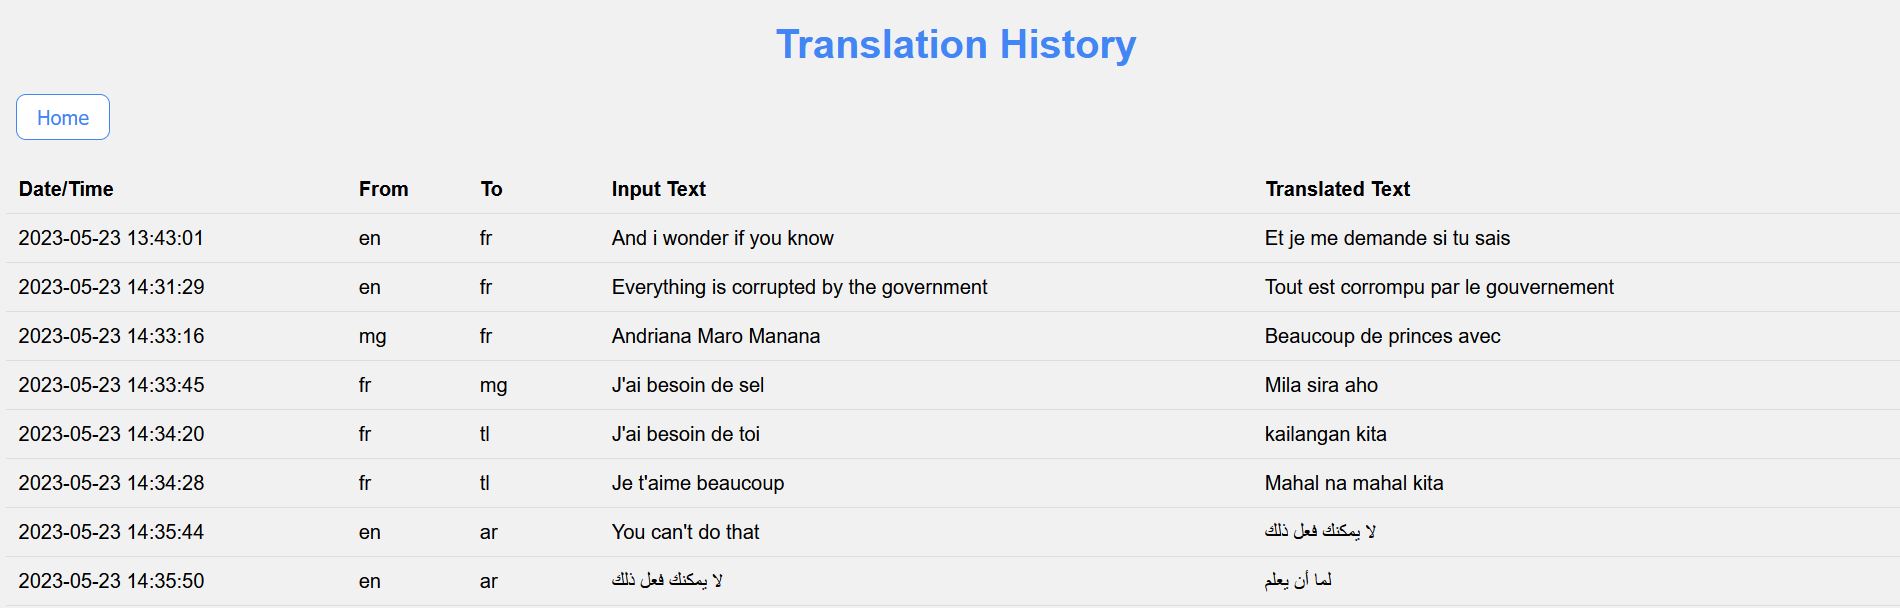 Translation History
Home
Date/Time From To Input Text Translated Text
2023-05-23 13:43:01 en fr And i wonder if you know Et je me demande si tu sais
2023-05-23 14:31:29 en fr Everything is corrupted by the government Tout est corrompu par le gouvernement
2023-05-23 14:33:16 mg fr Andriana Maro Manana Beaucoup de princes avec
2023-05-23 14:33:45 fr mg J'ai besoin de sel Mila sira aho
2023-05-23 14:34:20 fr tl J'ai besoin de toi kailangan kita
2023-05-23 14:34:28 fr tl Je t'aime beaucoup Mahal na mahal kita
2023-05-23 14:35:44 en ar You can't do that لا يمكنك فعل ذلك
2023-05-23 14:35:50 en ar لا يمكنك فعل ذلك لما أن يعلم